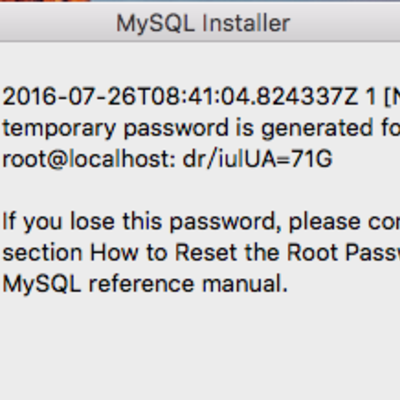 MySQL Installer
2016-07-26T08:41:04.824337Z 1 [N
temporary password is generated fo
root@localhost: dr/iulUA=71G
If you lose this password, please con
section How to Reset the Root Passw
MySQL reference manual.